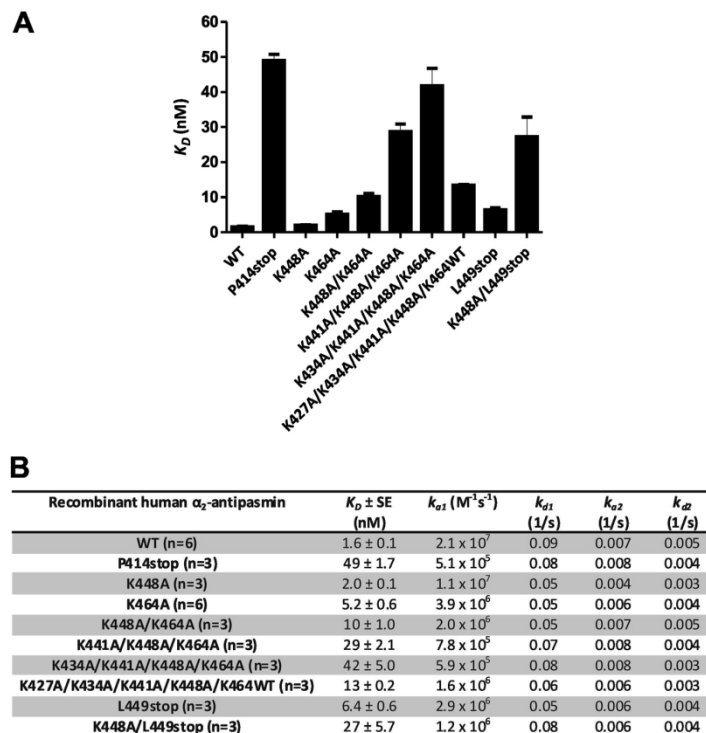 A
60
50
40
30
20
10
0
K_D (nM)
WT
P414stop
K448A
K464A
K448A/K464A
K441A/K448A/K464A
K434A/K441A/K448A/K464A
K427A/K434A/K441A/K448A/K464WT
L449stop
K448A/L449stop
B
Recombinant human α₂-antipasmin K_D ± SE (nM) k_a1 (M⁻¹s⁻¹) k_d1 (1/s) k_a2 (1/s) k_d2 (1/s)
WT (n=6) 1.6 ± 0.1 2.1 x 10⁷ 0.09 0.007 0.005
P414stop (n=3) 49 ± 1.7 5.1 x 10⁵ 0.08 0.008 0.004
K448A (n=3) 2.0 ± 0.1 1.1 x 10⁷ 0.05 0.004 0.003
K464A (n=6) 5.2 ± 0.6 3.9 x 10⁶ 0.05 0.006 0.004
K448A/K464A (n=3) 10 ± 1.0 2.0 x 10⁶ 0.05 0.007 0.005
K441A/K448A/K464A (n=3) 29 ± 2.1 7.8 x 10⁵ 0.07 0.008 0.004
K434A/K441A/K448A/K464A (n=3) 42 ± 5.0 5.9 x 10⁵ 0.08 0.008 0.003
K427A/K434A/K441A/K448A/K464WT (n=3) 13 ± 0.2 1.6 x 10⁶ 0.06 0.006 0.003
L449stop (n=3) 6.4 ± 0.6 2.9 x 10⁶ 0.05 0.006 0.004
K448A/L449stop (n=3) 27 ± 5.7 1.2 x 10⁶ 0.08 0.006 0.004